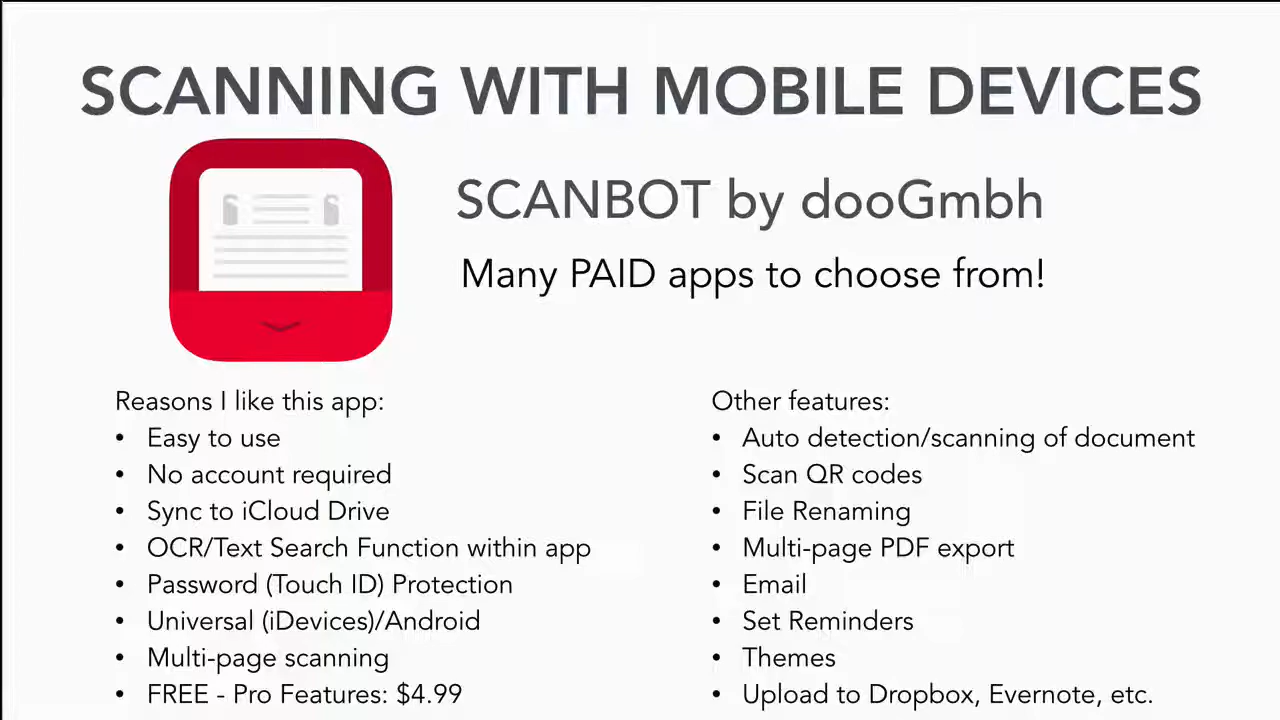 SCANNING WITH MOBILE DEVICES
SCANBOT by dooGmbh
Many PAID apps to choose from!
Reasons I like this app:
• Easy to use
• No account required
• Sync to iCloud Drive
• OCR/Text Search Function within app
• Password (Touch ID) Protection
• Universal (iDevices)/Android
• Multi-page scanning
• FREE - Pro Features: $4.99
Other features:
• Auto detection/scanning of document
• Scan QR codes
• File Renaming
• Multi-page PDF export
• Email
• Set Reminders
• Themes
• Upload to Dropbox, Evernote, etc.